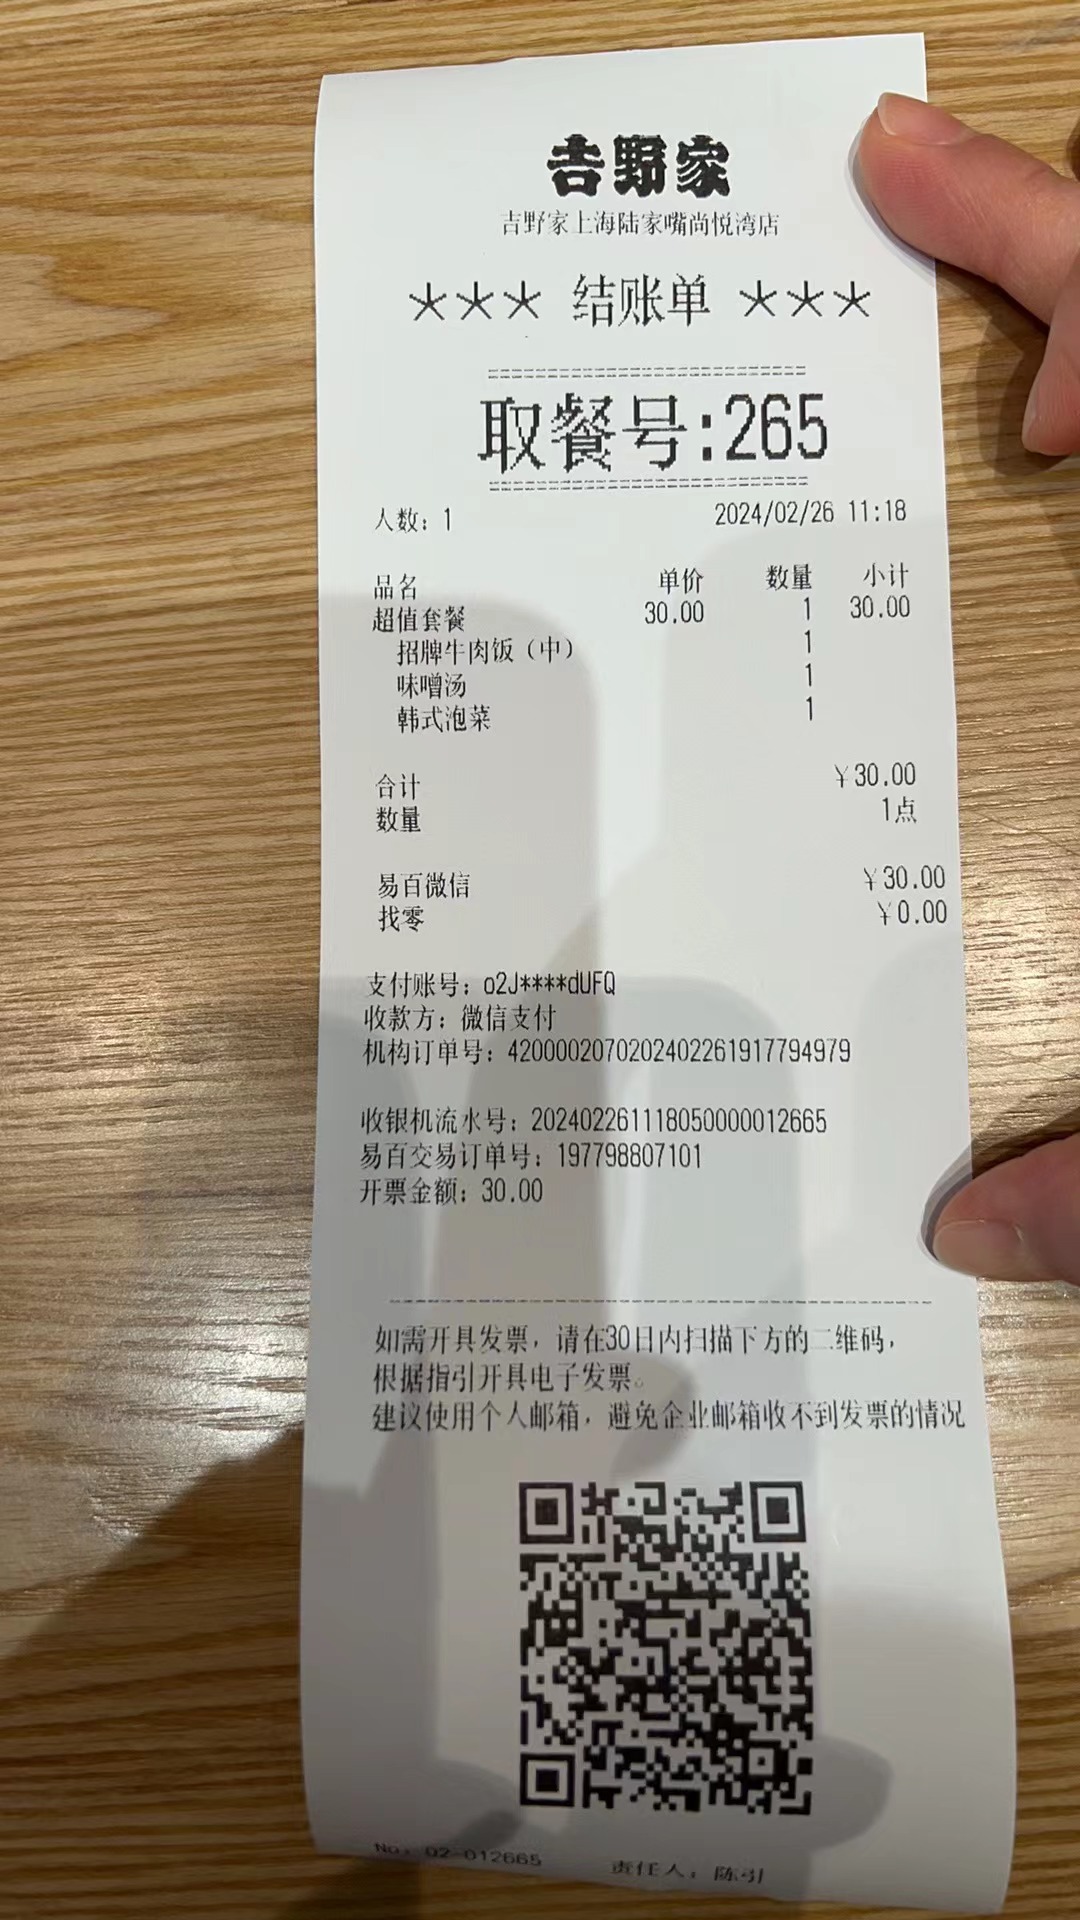 吉野家
吉野家上海陆家嘴尚悦湾店
*** 结账单 ***
==========================
取餐号:265
==========================
人数: 1 2024/02/26 11:18
品名 单价 数量 小计
超值套餐 30.00 1 30.00
招牌牛肉饭（中） 1
味噌汤 1
韩式泡菜 1
合计 ¥30.00
数量 1点
易百微信 ¥30.00
找零 ¥0.00
支付账号: o2J****dUFQ
收款方: 微信支付
机构订单号: 4200002070202402261917794979
收银机流水号: 2024022611180500000​12665
易百交易订单号: 197798807101
开票金额: 30.00
如需开具发票，请在30日内扫描下方的二维码，
根据指引开具电子发票。
建议使用个人邮箱，避免企业邮箱收不到发票的情况
No: 02-012665 责任人: 陈引